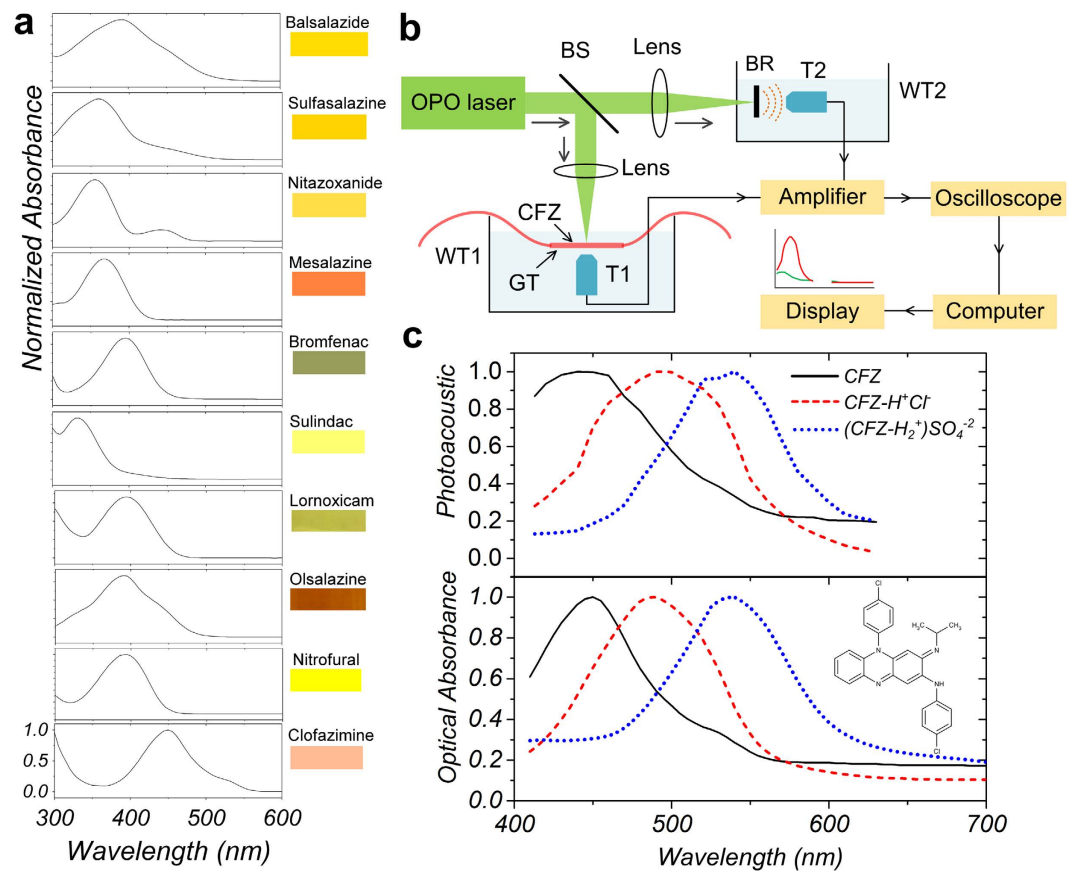 a
Normalized Absorbance
Balsalazide
Sulfasalazine
Nitazoxanide
Mesalazine
Bromfenac
Sulindac
Lornoxicam
Olsalazine
Nitrofural
Clofazimine
1.0
0.5
0.0
300 400 500 600
Wavelength (nm)
b
OPO laser
BS
Lens
BR
T2
WT2
Lens
CFZ
WT1
GT
T1
Amplifier
Oscilloscope
Display
Computer
c
Photoacoustic
1.0
0.8
0.6
0.4
0.2
0.0
CFZ
CFZ-H⁺Cl⁻
(CFZ-H₂⁺)SO₄⁻²
Optical Absorbance
1.0
0.8
0.6
0.4
0.2
0.0
Cl
H₃C CH₃
N N
N NH
Cl
400 500 600 700
Wavelength (nm)